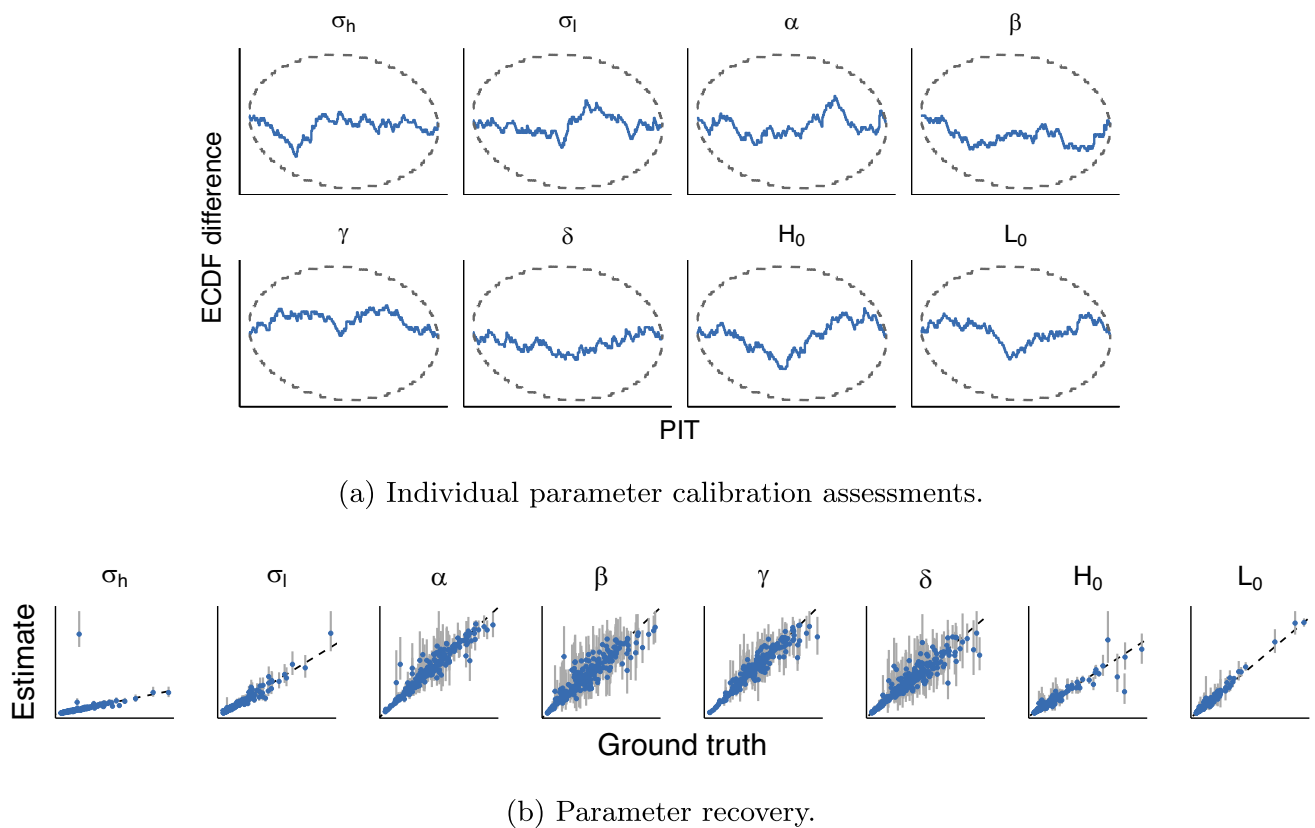 σh σl α β
ECDF difference
γ δ H0 L0
PIT
(a) Individual parameter calibration assessments.
σh σl α β γ δ H0 L0
Estimate
Ground truth
(b) Parameter recovery.